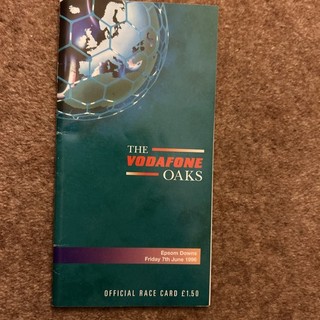 THE
VODAFONE
OAKS
Epsom Downs
Friday 7th June 1996
OFFICIAL RACE CARD £1.50